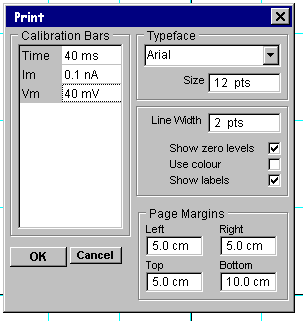 Print
Calibration Bars
Time 40 ms
Im 0.1 nA
Vm 40 mV
OK Cancel
Typeface
Arial
Size 12 pts
Line Width 2 pts
Show zero levels
Use colour
Show labels
Page Margins
Left Right
5.0 cm 5.0 cm
Top Bottom
5.0 cm 10.0 cm